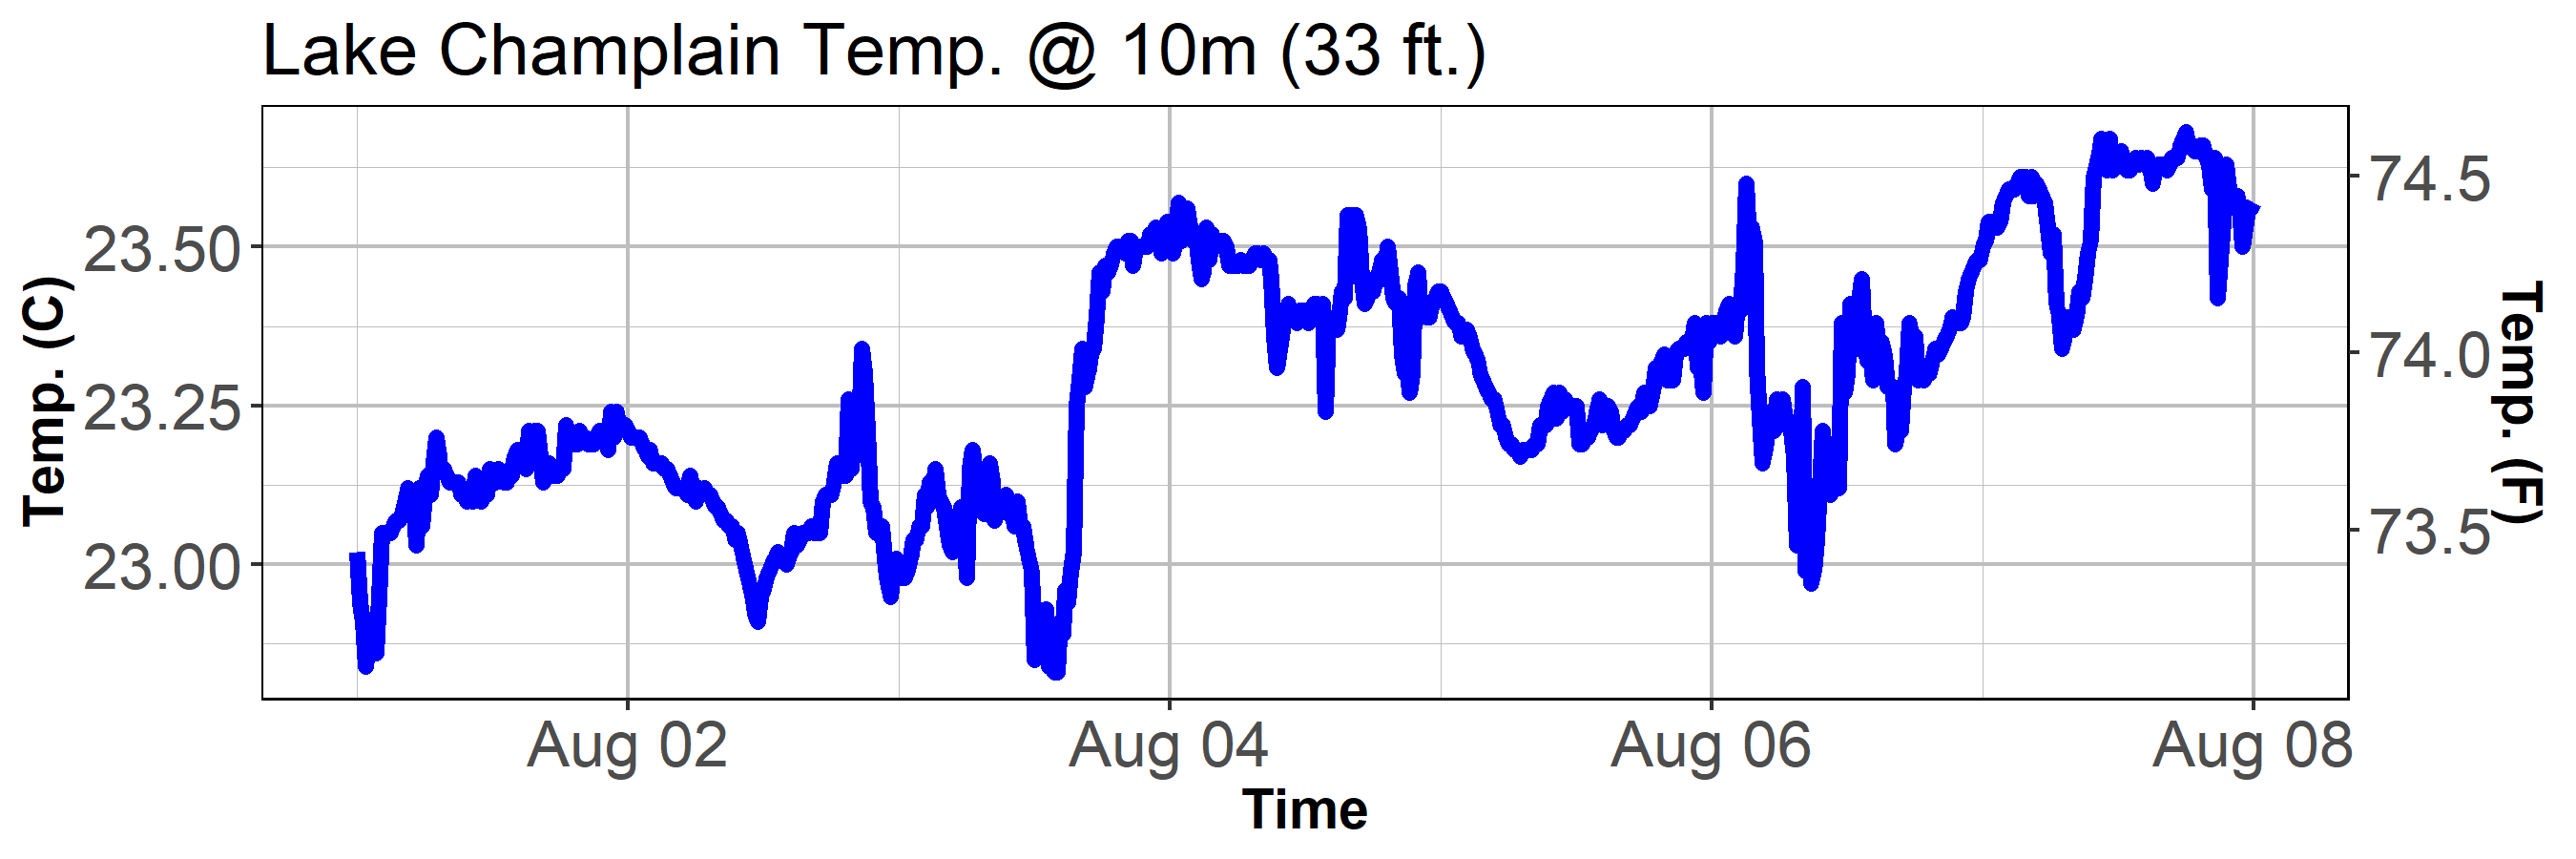 Lake Champlain Temp. @ 10m (33 ft.)
Temp. (C)
23.50
23.25
23.00
74.5
74.0
73.5
Temp. (F)
Aug 02 Aug 04 Aug 06 Aug 08
Time